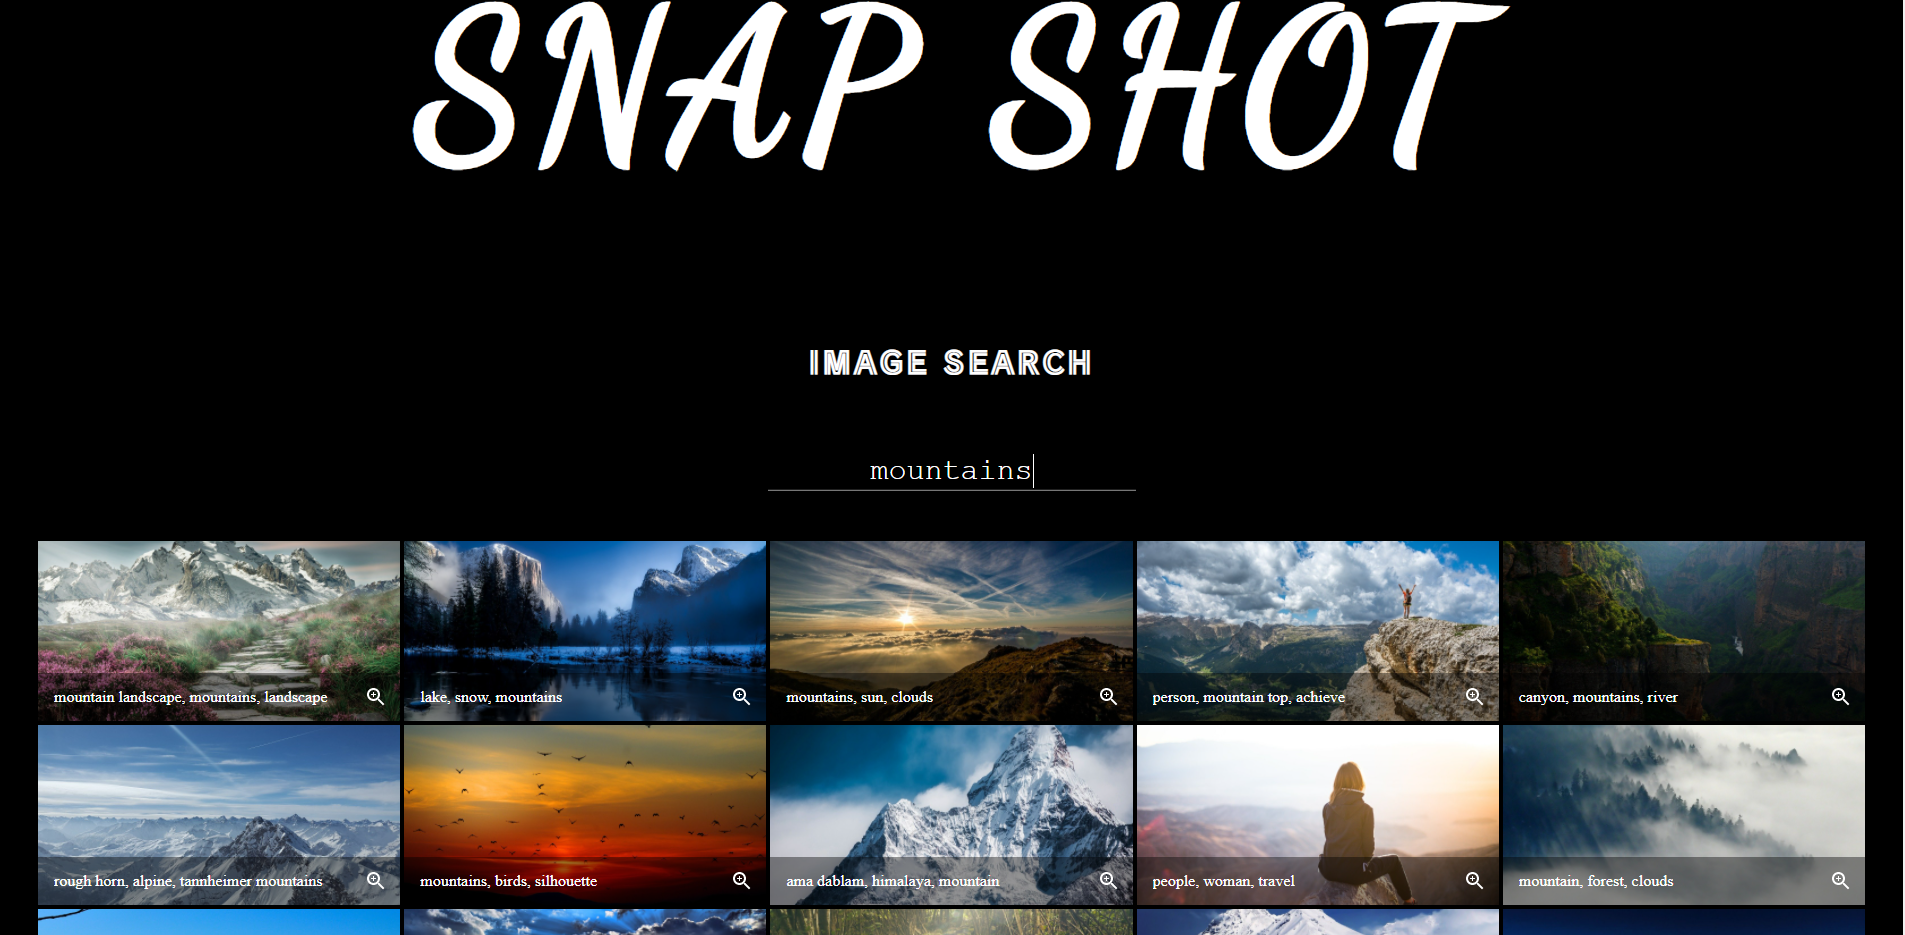 SNAP SHOT
IMAGE SEARCH
mountains
mountain landscape, mountains, landscape
lake, snow, mountains
mountains, sun, clouds
person, mountain top, achieve
canyon, mountains, river
rough horn, alpine, tannheimer mountains
mountains, birds, silhouette
ama dablam, himalaya, mountain
people, woman, travel
mountain, forest, clouds